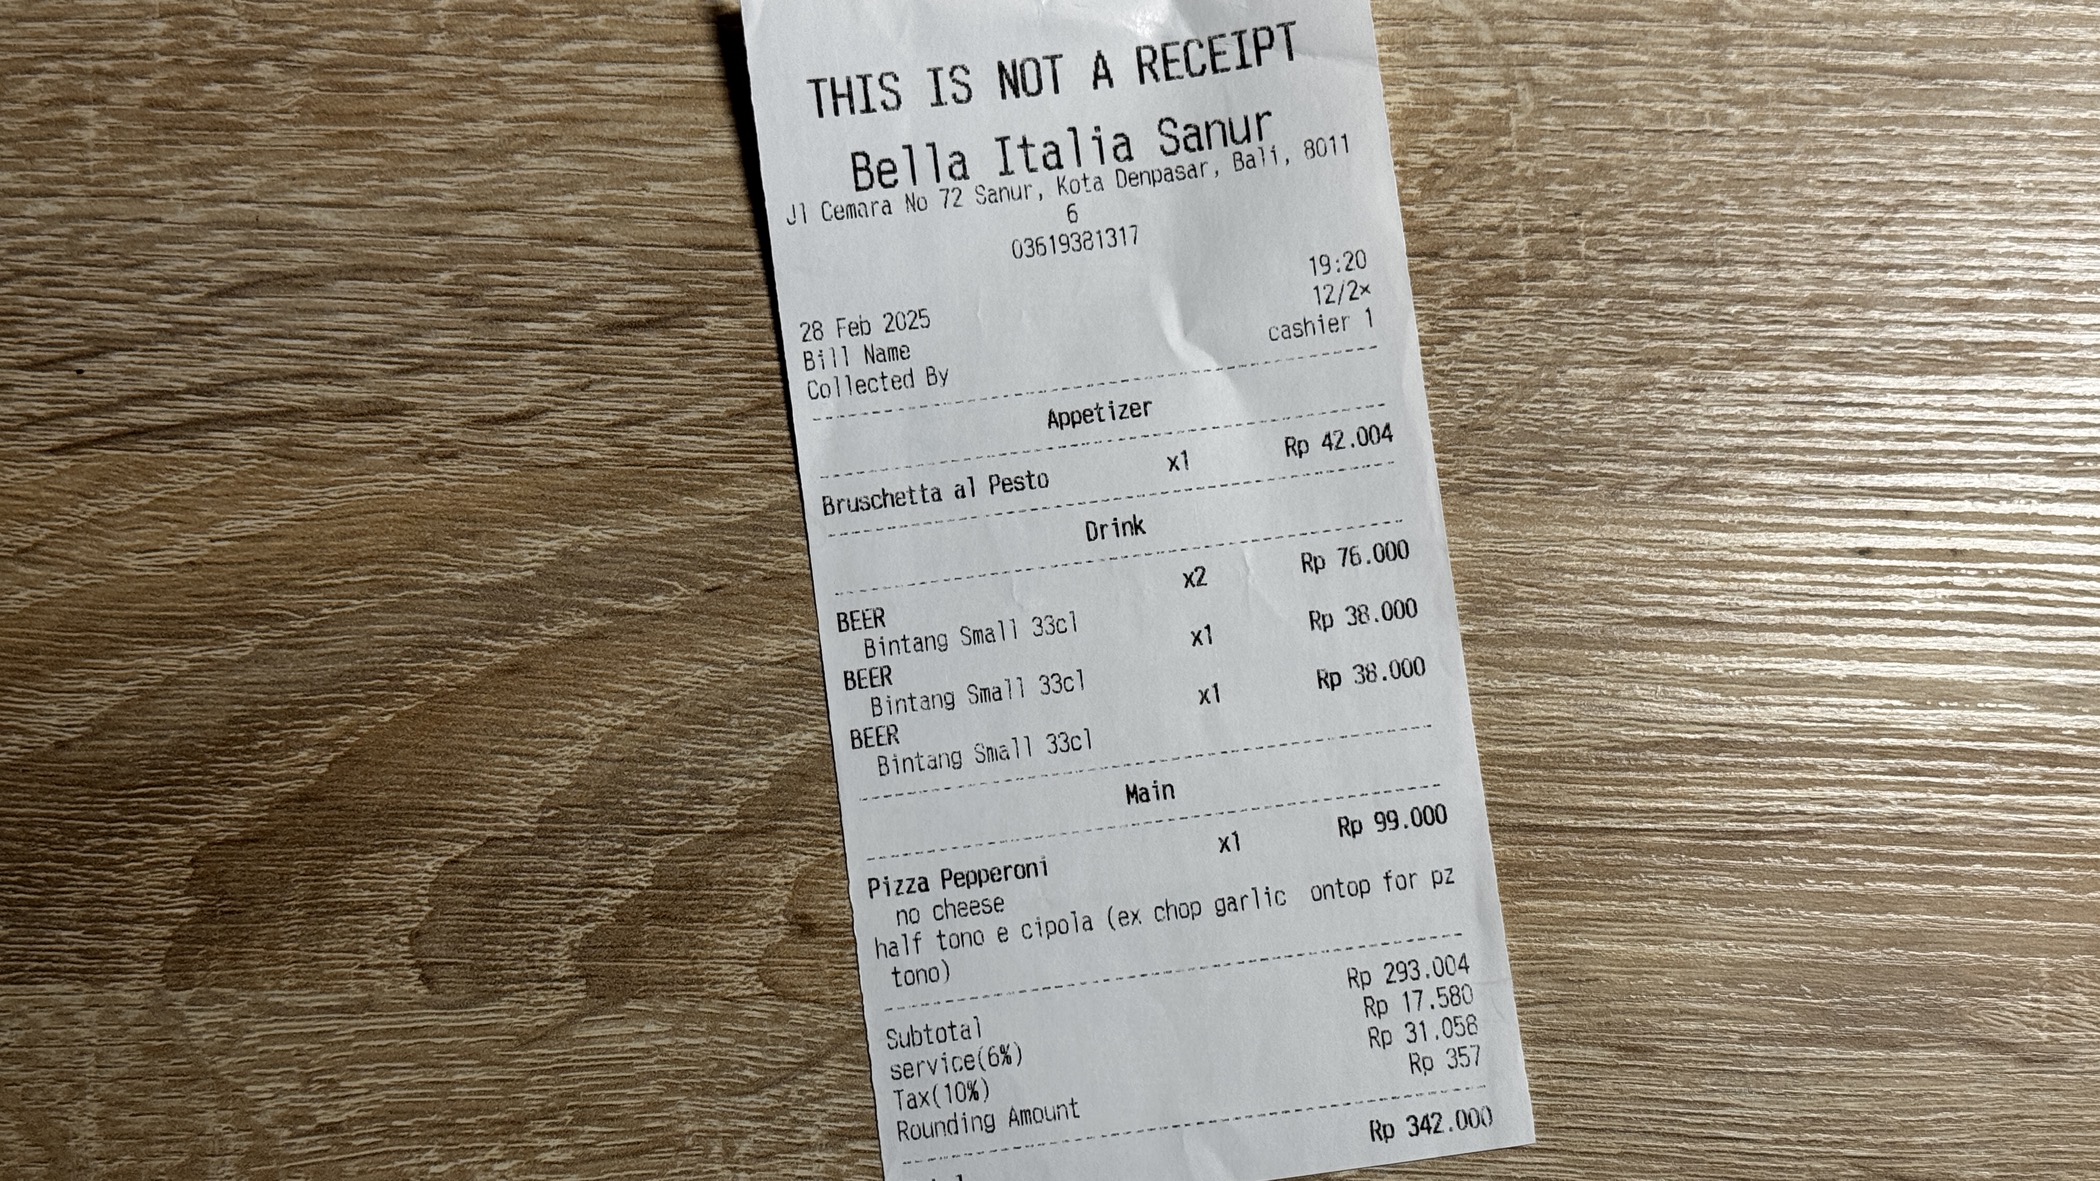 THIS IS NOT A RECEIPT
Bella Italia Sanur
Jl Cemara No 72 Sanur, Kota Denpasar, Bali, 8011
6
03619381317
28 Feb 2025 19:20
Bill Name 12/2×
Collected By cashier 1
Appetizer
Bruschetta al Pesto x1 Rp 42.004
Drink
BEER x2 Rp 76.000
Bintang Small 33cl
BEER x1 Rp 38.000
Bintang Small 33cl
BEER x1 Rp 38.000
Bintang Small 33cl
Main
Pizza Pepperoni x1 Rp 99.000
no cheese
half tono e cipola (ex chop garlic ontop for pz
tono)
Subtotal Rp 293.004
service(6%) Rp 17.580
Tax(10%) Rp 31.058
Rounding Amount Rp 357
Rp 342.000